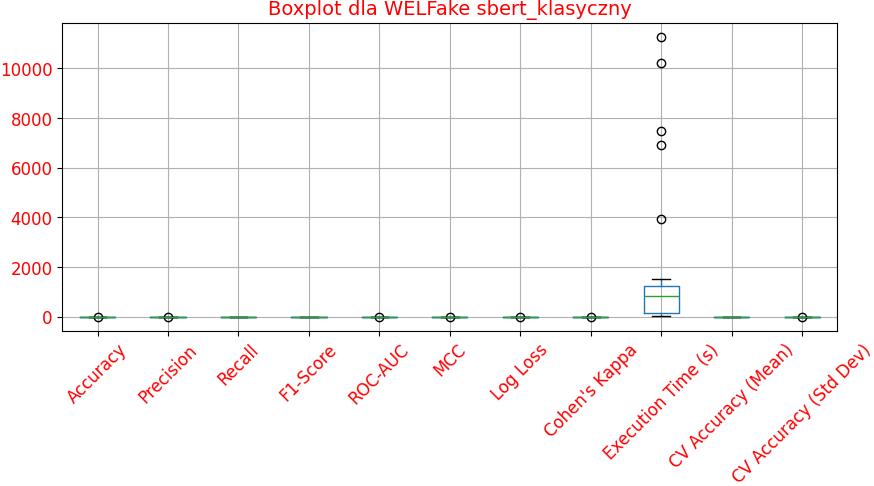 Boxplot dla WELFake sbert_klasyczny
10000
8000
6000
4000
2000
0
Accuracy
Precision
Recall
F1-Score
ROC-AUC
MCC
Log Loss
Cohen's Kappa
Execution Time (s)
CV Accuracy (Mean)
CV Accuracy (Std Dev)